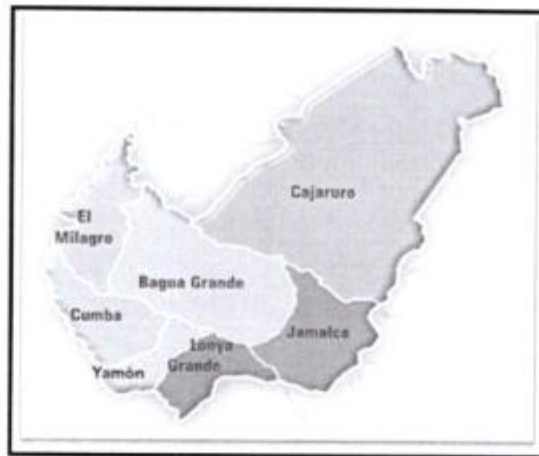 Cajaruro
El
Milagro
Bagua Grande
Cumba
Jamalca
Lonya
Grande
Yamón